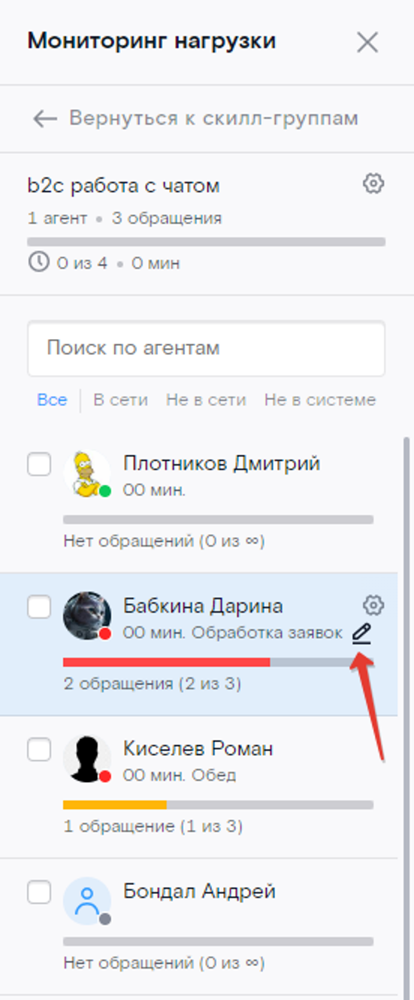 Мониторинг нагрузки
Вернуться к скилл-группам
b2c работа с чатом
1 агент • 3 обращения
0 из 4 • 0 мин
Поиск по агентам
Все В сети Не в сети Не в системе
Плотников Дмитрий
00 мин.
Нет обращений (0 из ∞)
Бабкина Дарина
00 мин. Обработка заявок
2 обращения (2 из 3)
Киселев Роман
00 мин. Обед
1 обращение (1 из 3)
Бондал Андрей
Нет обращений (0 из ∞)